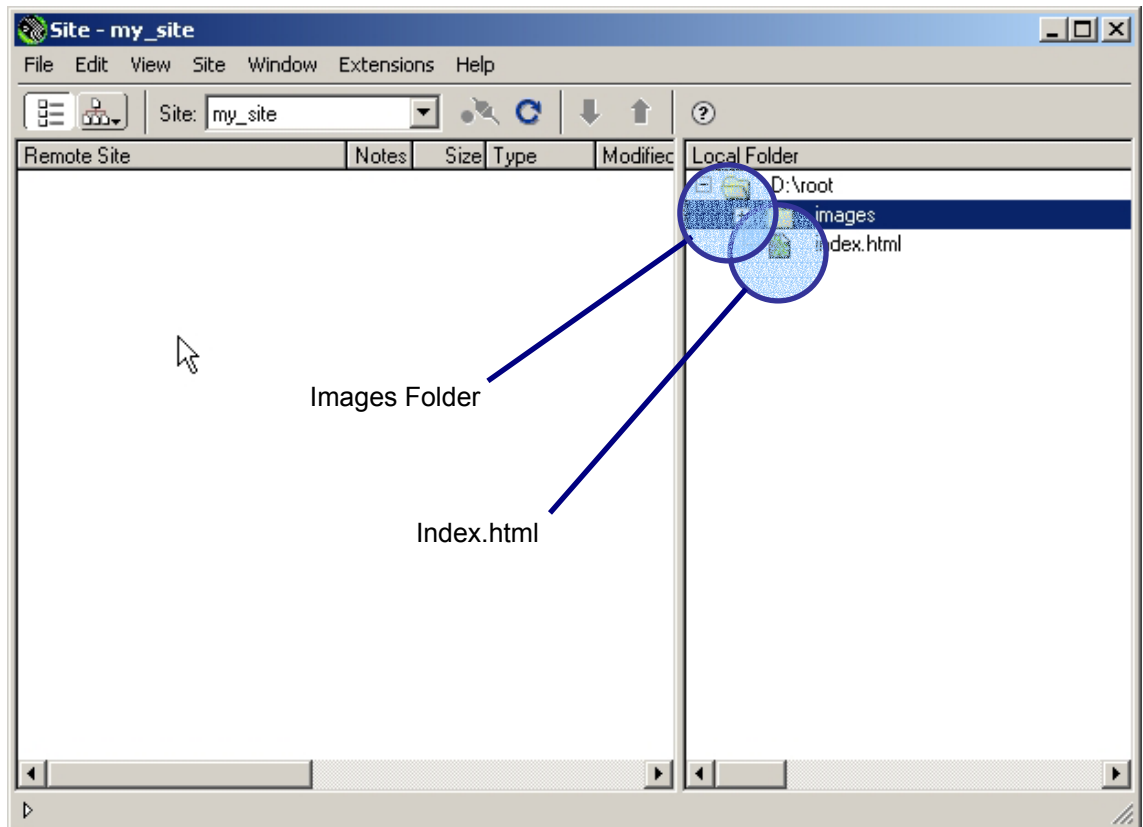 Site - my_site
File Edit View Site Window Extensions Help
Site: my_site
Remote Site Notes Size Type Modified Local Folder
D:\root
images
index.html
Images Folder
Index.html